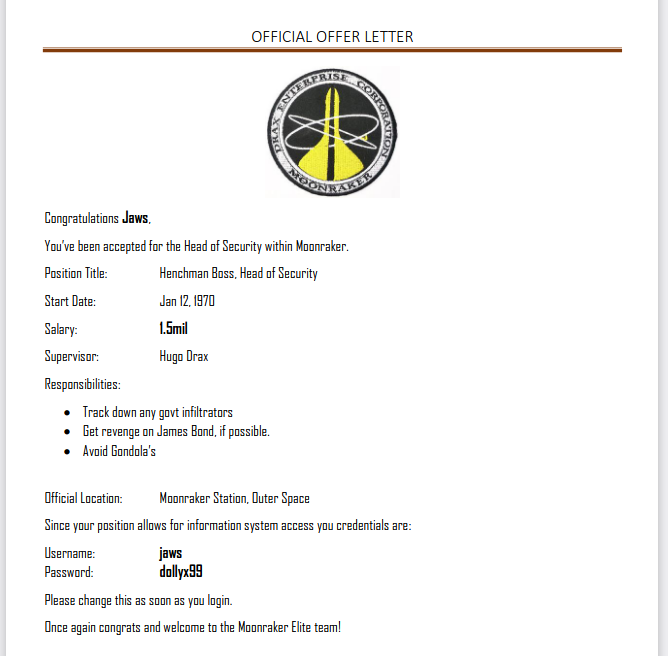 OFFICIAL OFFER LETTER
DRAX ENTERPRISE CORPORATION
MOONRAKER
Congratulations Jaws,
You've been accepted for the Head of Security within Moonraker.
Position Title: Henchman Boss, Head of Security
Start Date: Jan 12, 1970
Salary: 1.5mil
Supervisor: Hugo Drax
Responsibilities:
• Track down any govt infiltrators
• Get revenge on James Bond, if possible.
• Avoid Gondola's
Official Location: Moonraker Station, Outer Space
Since your position allows for information system access you credentials are:
Username: jaws
Password: dollyx99
Please change this as soon as you login.
Once again congrats and welcome to the Moonraker Elite team!